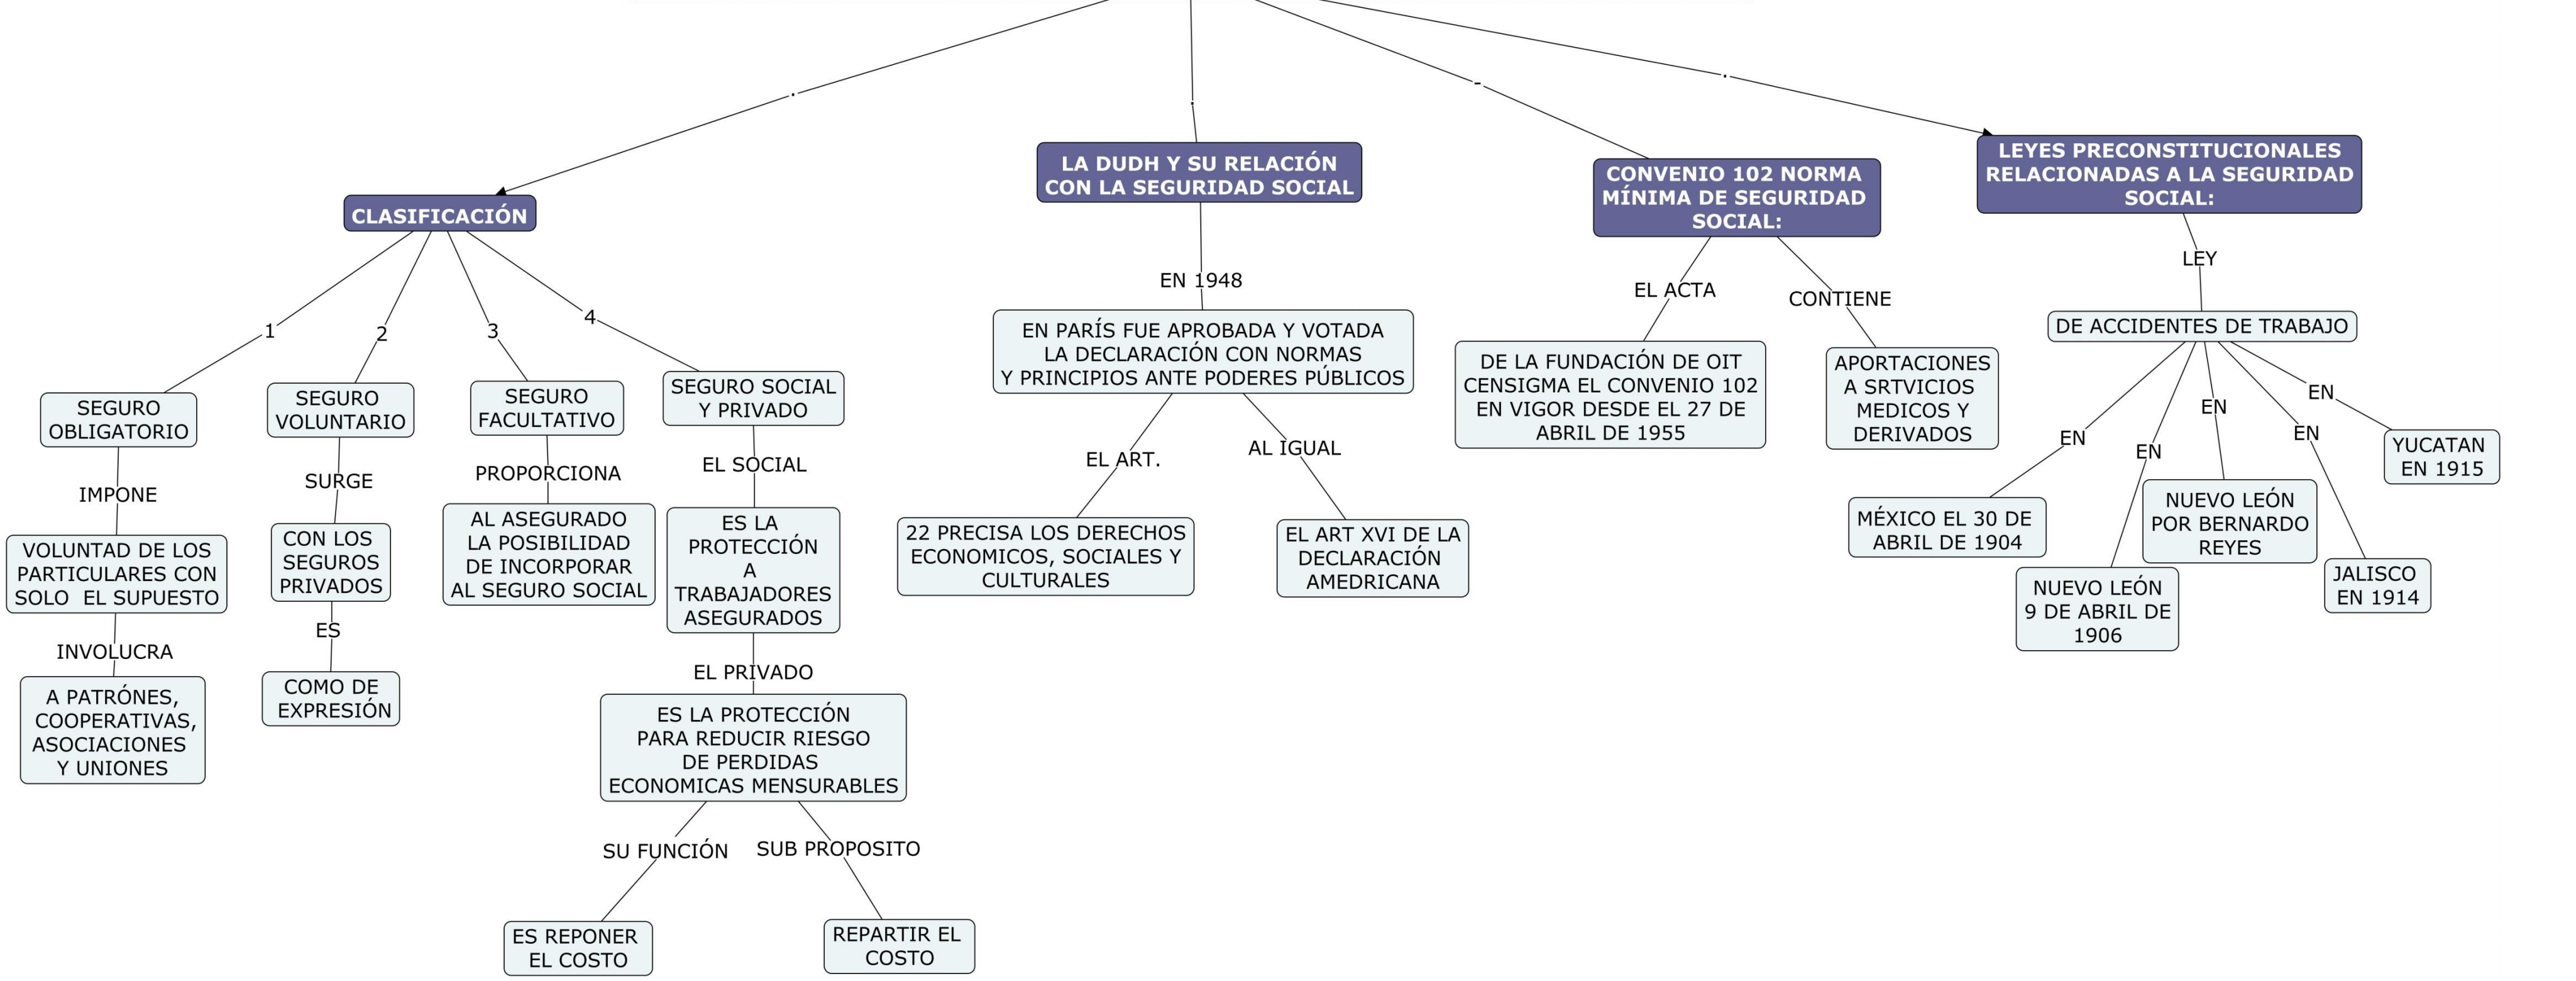 CLASIFICACIÓN
1
2
3
4
SEGURO
OBLIGATORIO
IMPONE
VOLUNTAD DE LOS
PARTICULARES CON
SOLO EL SUPUESTO
INVOLUCRA
A PATRÓNES,
COOPERATIVAS,
ASOCIACIONES
Y UNIONES
SEGURO
VOLUNTARIO
SURGE
CON LOS
SEGUROS
PRIVADOS
ES
COMO DE
EXPRESIÓN
SEGURO
FACULTATIVO
PROPORCIONA
AL ASEGURADO
LA POSIBILIDAD
DE INCORPORAR
AL SEGURO SOCIAL
SEGURO SOCIAL
Y PRIVADO
EL SOCIAL
ES LA
PROTECCIÓN
A
TRABAJADORES
ASEGURADOS
EL PRIVADO
ES LA PROTECCIÓN
PARA REDUCIR RIESGO
DE PERDIDAS
ECONOMICAS MENSURABLES
SU FUNCIÓN
ES REPONER
EL COSTO
SUB PROPOSITO
REPARTIR EL
COSTO
LA DUDH Y SU RELACIÓN
CON LA SEGURIDAD SOCIAL
EN 1948
EN PARÍS FUE APROBADA Y VOTADA
LA DECLARACIÓN CON NORMAS
Y PRINCIPIOS ANTE PODERES PÚBLICOS
EL ART.
22 PRECISA LOS DERECHOS
ECONOMICOS, SOCIALES Y
CULTURALES
AL IGUAL
EL ART XVI DE LA
DECLARACIÓN
AMEDRICANA
CONVENIO 102 NORMA
MÍNIMA DE SEGURIDAD
SOCIAL:
EL ACTA
DE LA FUNDACIÓN DE OIT
CENSIGMA EL CONVENIO 102
EN VIGOR DESDE EL 27 DE
ABRIL DE 1955
CONTIENE
APORTACIONES
A SRTVICIOS
MEDICOS Y
DERIVADOS
LEYES PRECONSTITUCIONALES
RELACIONADAS A LA SEGURIDAD
SOCIAL:
LEY
DE ACCIDENTES DE TRABAJO
EN
MÉXICO EL 30 DE
ABRIL DE 1904
EN
NUEVO LEÓN
9 DE ABRIL DE
1906
EN
NUEVO LEÓN
POR BERNARDO
REYES
EN
JALISCO
EN 1914
EN
YUCATAN
EN 1915